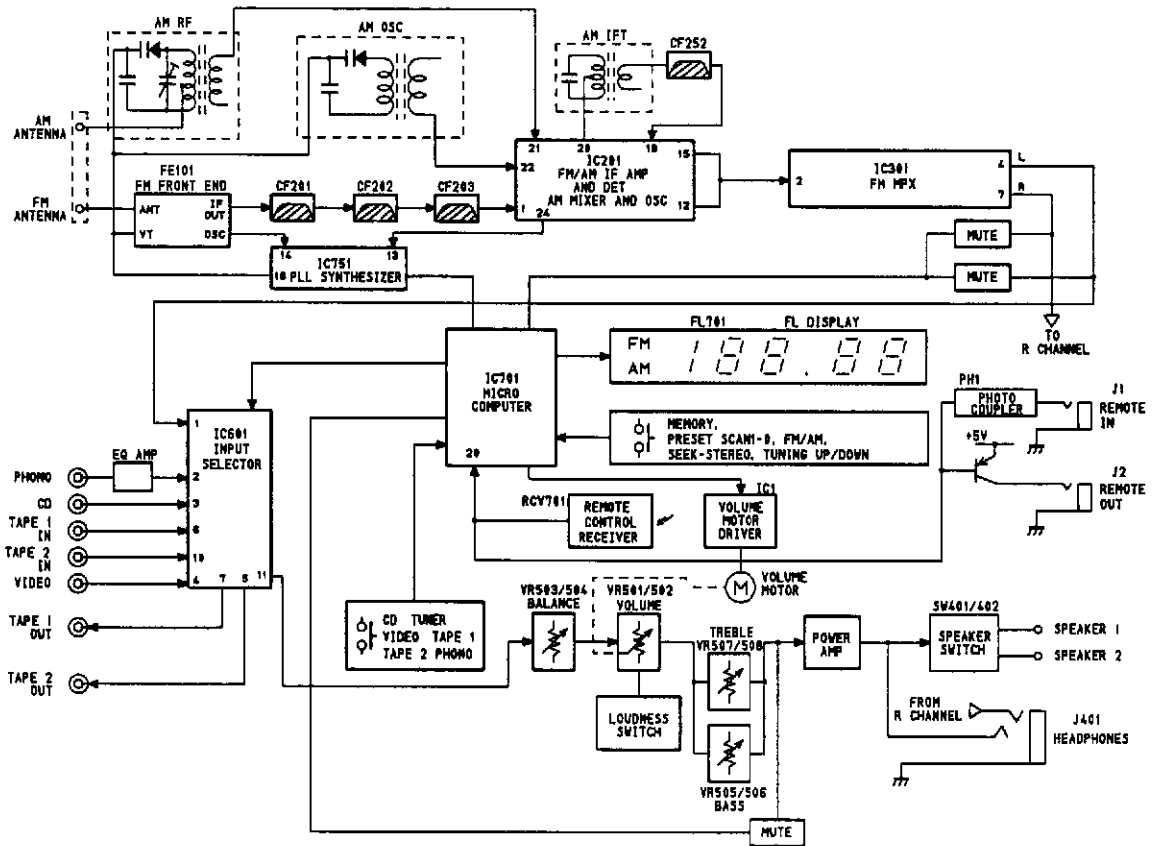 AM RF
AM OSC
AM IFT
CF252
AM
ANTENNA
FM
ANTENNA
FE101
FM FRONT END
ANT
IF
OUT
VT
OSC
CF201
CF202
CF203
21
20
18
22
1
24
15
12
IC201
FM/AM IF AMP
AND DET
AM MIXER AND OSC
2
IC301
FM MPX
4
L
7
R
MUTE
MUTE
14
13
IC751
18 PLL SYNTHESIZER
TO
R CHANNEL
FL701
FL DISPLAY
FM
AM
188.88
IC701
MICRO
COMPUTER
20
MEMORY,
PRESET SCAN1-0, FM/AM,
SEEK-STEREO, TUNING UP/DOWN
PH1
PHOTO
COUPLER
J1
REMOTE
IN
+5V
J2
REMOTE
OUT
1
IC601
INPUT
SELECTOR
EQ AMP
PHONO
2
CD
3
TAPE 1
IN
6
TAPE 2
IN
10
VIDEO
4
7
11
TAPE 1
OUT
TAPE 2
OUT
RCV701
REMOTE
CONTROL
RECEIVER
IC1
VOLUME
MOTOR
DRIVER
M
VOLUME
MOTOR
CD TUNER
VIDEO TAPE 1
TAPE 2 PHONO
VR503/504
BALANCE
VR501/502
VOLUME
LOUDNESS
SWITCH
TREBLE
VR507/508
VR505/506
BASS
POWER
AMP
SW401/402
SPEAKER
SWITCH
SPEAKER 1
SPEAKER 2
FROM
R CHANNEL
J401
HEADPHONES
MUTE